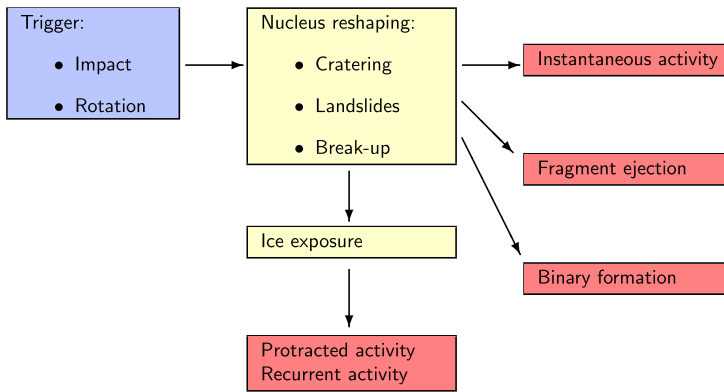 Trigger:
• Impact
• Rotation
Nucleus reshaping:
• Cratering
• Landslides
• Break-up
Instantaneous activity
Fragment ejection
Binary formation
Ice exposure
Protracted activity
Recurrent activity